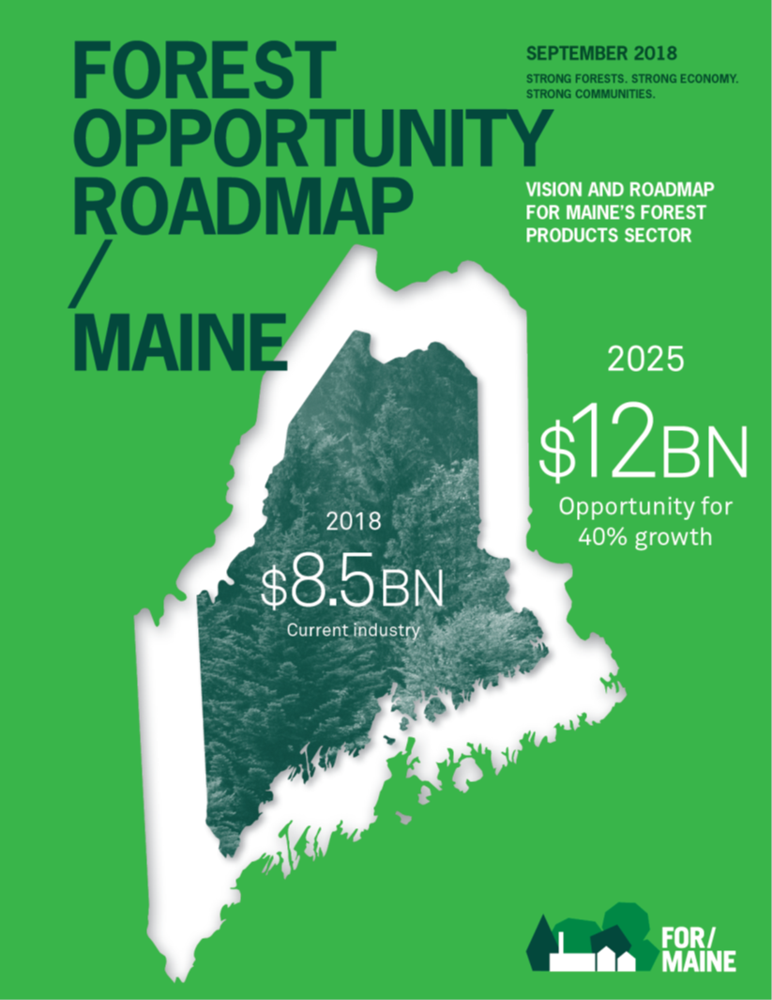 FOREST
OPPORTUNITY
ROADMAP
/
MAINE
SEPTEMBER 2018
STRONG FORESTS. STRONG ECONOMY.
STRONG COMMUNITIES.
VISION AND ROADMAP
FOR MAINE'S FOREST
PRODUCTS SECTOR
2025
$12BN
Opportunity for
40% growth
2018
$8.5BN
Current industry
FOR/
MAINE